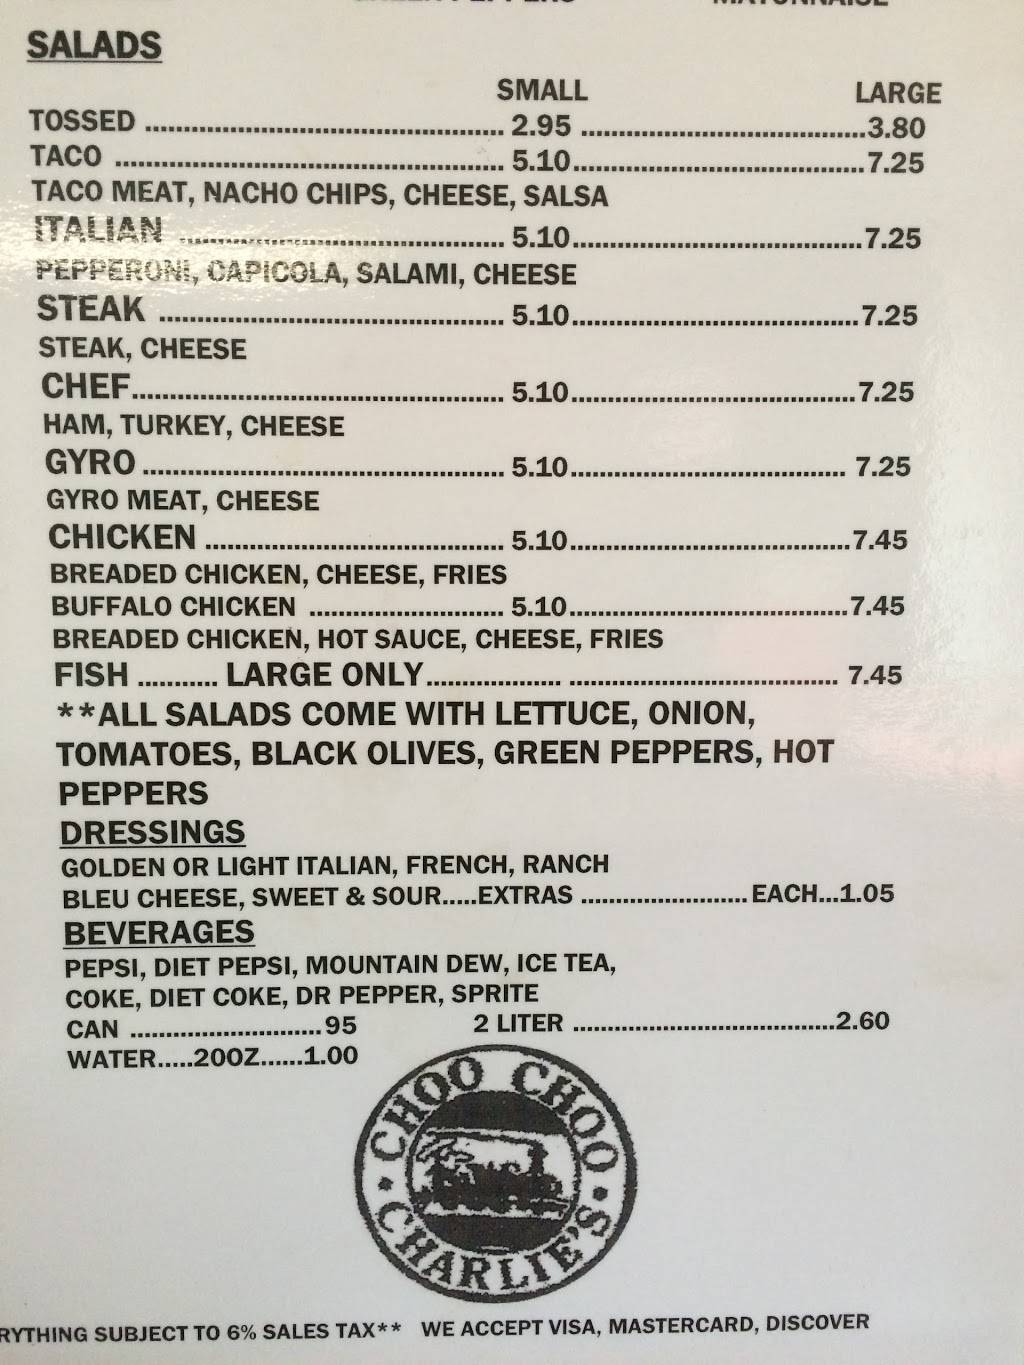 SALADS
SMALL LARGE
TOSSED ................................................ 2.95 ......................................3.80
TACO .................................................... 5.10.......................................7.25
TACO MEAT, NACHO CHIPS, CHEESE, SALSA
ITALIAN ........................................... 5.10.......................................7.25
PEPPERONI, CAPICOLA, SALAMI, CHEESE
STEAK .............................................. 5.10.......................................7.25
STEAK, CHEESE
CHEF.................................................. 5.10......................................7.25
HAM, TURKEY, CHEESE
GYRO ................................................ 5.10..................................... 7.25
GYRO MEAT, CHEESE
CHICKEN ........................................ 5.10......................................7.45
BREADED CHICKEN, CHEESE, FRIES
BUFFALO CHICKEN .......................... 5.10.....................................7.45
BREADED CHICKEN, HOT SAUCE, CHEESE, FRIES
FISH ........... LARGE ONLY.................. .................................... 7.45
**ALL SALADS COME WITH LETTUCE, ONION,
TOMATOES, BLACK OLIVES, GREEN PEPPERS, HOT
PEPPERS
DRESSINGS
GOLDEN OR LIGHT ITALIAN, FRENCH, RANCH
BLEU CHEESE, SWEET & SOUR.....EXTRAS ...................... EACH...1.05
BEVERAGES
PEPSI, DIET PEPSI, MOUNTAIN DEW, ICE TEA,
COKE, DIET COKE, DR PEPPER, SPRITE
CAN ..........................95 2 LITER ...................................2.60
WATER.....20OZ......1.00
CHOO CHOO
CHARLIE'S
RYTHING SUBJECT TO 6% SALES TAX** WE ACCEPT VISA, MASTERCARD, DISCOVER